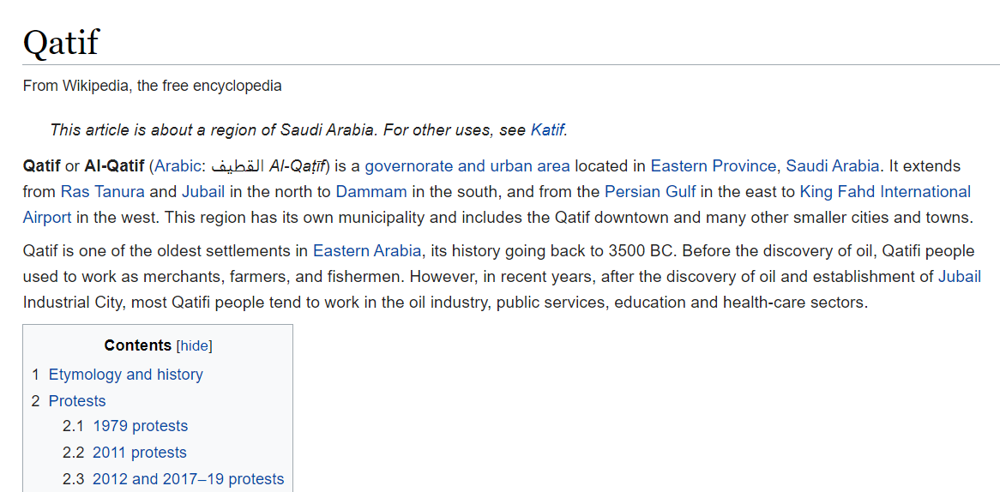 Qatif
From Wikipedia, the free encyclopedia
This article is about a region of Saudi Arabia. For other uses, see Katif.
Qatif or Al-Qatif (Arabic: القطيف Al-Qaṭīf) is a governorate and urban area located in Eastern Province, Saudi Arabia. It extends
from Ras Tanura and Jubail in the north to Dammam in the south, and from the Persian Gulf in the east to King Fahd International
Airport in the west. This region has its own municipality and includes the Qatif downtown and many other smaller cities and towns.
Qatif is one of the oldest settlements in Eastern Arabia, its history going back to 3500 BC. Before the discovery of oil, Qatifi people
used to work as merchants, farmers, and fishermen. However, in recent years, after the discovery of oil and establishment of Jubail
Industrial City, most Qatifi people tend to work in the oil industry, public services, education and health-care sectors.
Contents [hide]
1 Etymology and history
2 Protests
2.1 1979 protests
2.2 2011 protests
2.3 2012 and 2017–19 protests